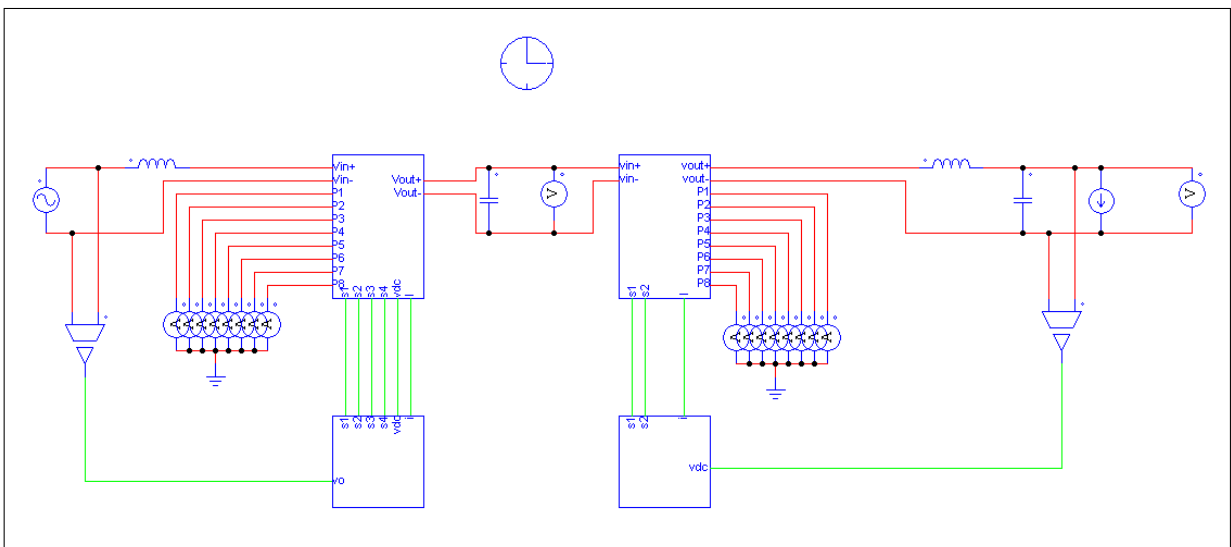 Vin+
Vin-
P1
P2
P3
P4
P5
P6
P7
P8
Vout+
Vout-
s1
s2
s3
s4
vdc
i
A
A
A
A
A
A
A
A
V
vin+
vin-
vout+
vout-
P1
P2
P3
P4
P5
P6
P7
P8
s1
s2
i
A
A
A
A
A
A
A
A
V
s1
s2
s3
s4
vdc
i
vo
s1
s2
i
vdc